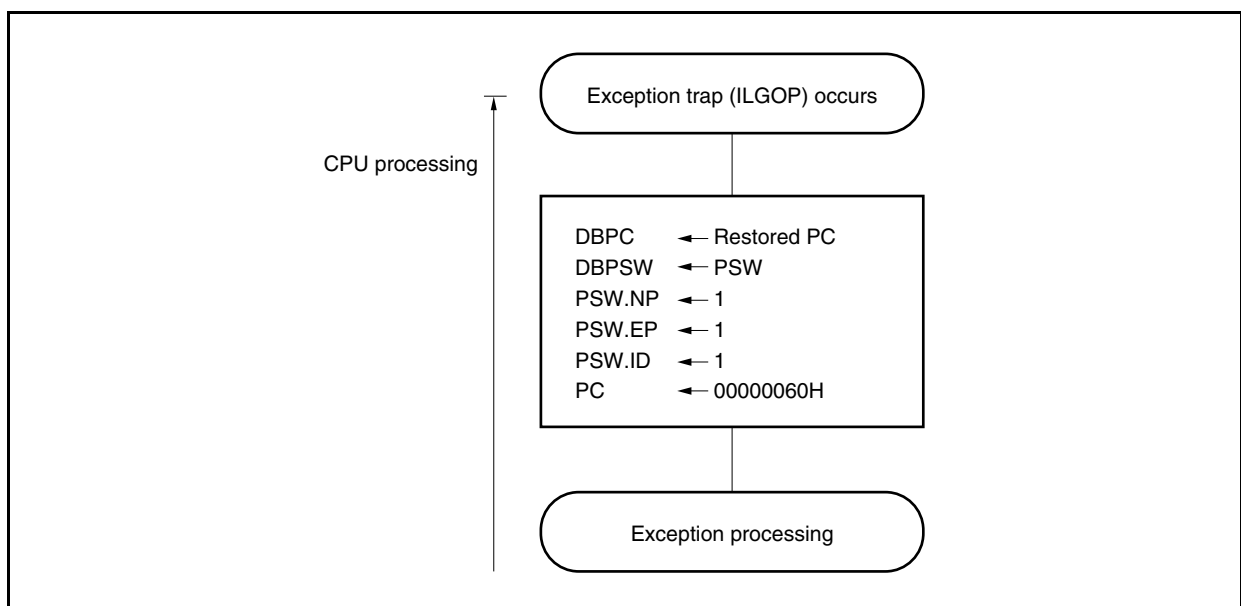 Exception trap (ILGOP) occurs
CPU processing
DBPC ← Restored PC
DBPSW ← PSW
PSW.NP ← 1
PSW.EP ← 1
PSW.ID ← 1
PC ← 00000060H
Exception processing